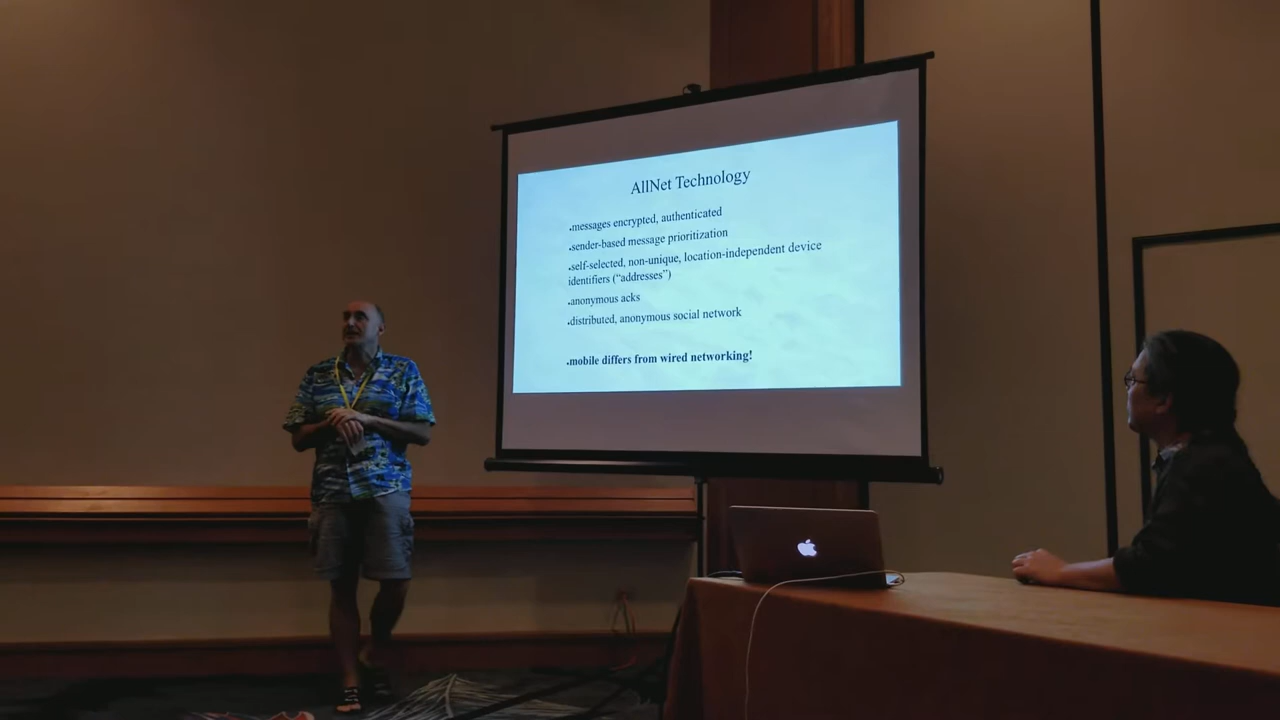 AllNet Technology
•messages encrypted, authenticated
•sender-based message prioritization
•self-selected, non-unique, location-independent device
identifiers (“addresses”)
•anonymous acks
•distributed, anonymous social network
•mobile differs from wired networking!